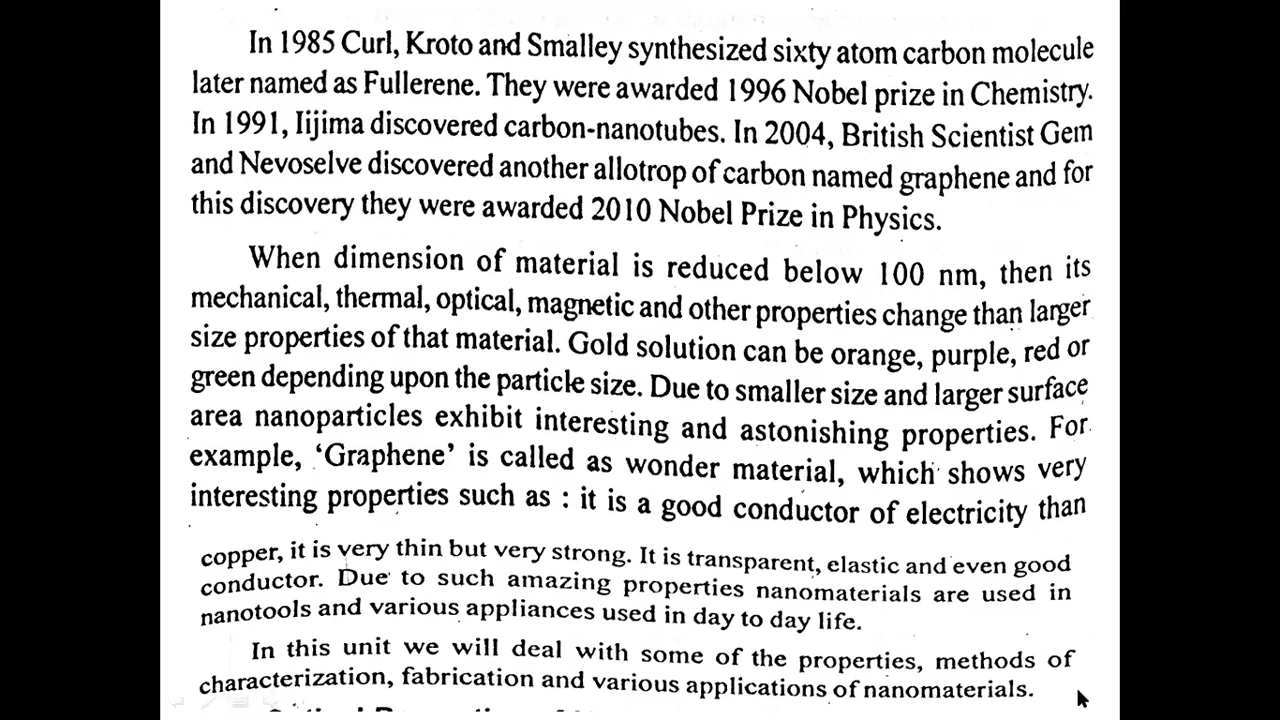 In 1985 Curl, Kroto and Smalley synthesized sixty atom carbon molecule
later named as Fullerene. They were awarded 1996 Nobel prize in Chemistry.
In 1991, Iijima discovered carbon-nanotubes. In 2004, British Scientist Gem
and Nevoselve discovered another allotrop of carbon named graphene and for
this discovery they were awarded 2010 Nobel Prize in Physics.
When dimension of material is reduced below 100 nm, then its
mechanical, thermal, optical, magnetic and other properties change than larger
size properties of that material. Gold solution can be orange, purple, red or
green depending upon the particle size. Due to smaller size and larger surface
area nanoparticles exhibit interesting and astonishing properties. For
example, ‘Graphene’ is called as wonder material, which shows very
interesting properties such as : it is a good conductor of electricity than
copper, it is very thin but very strong. It is transparent, elastic and even good
conductor. Due to such amazing properties nanomaterials are used in
nanotools and various appliances used in day to day life.
In this unit we will deal with some of the properties, methods of
characterization, fabrication and various applications of nanomaterials.